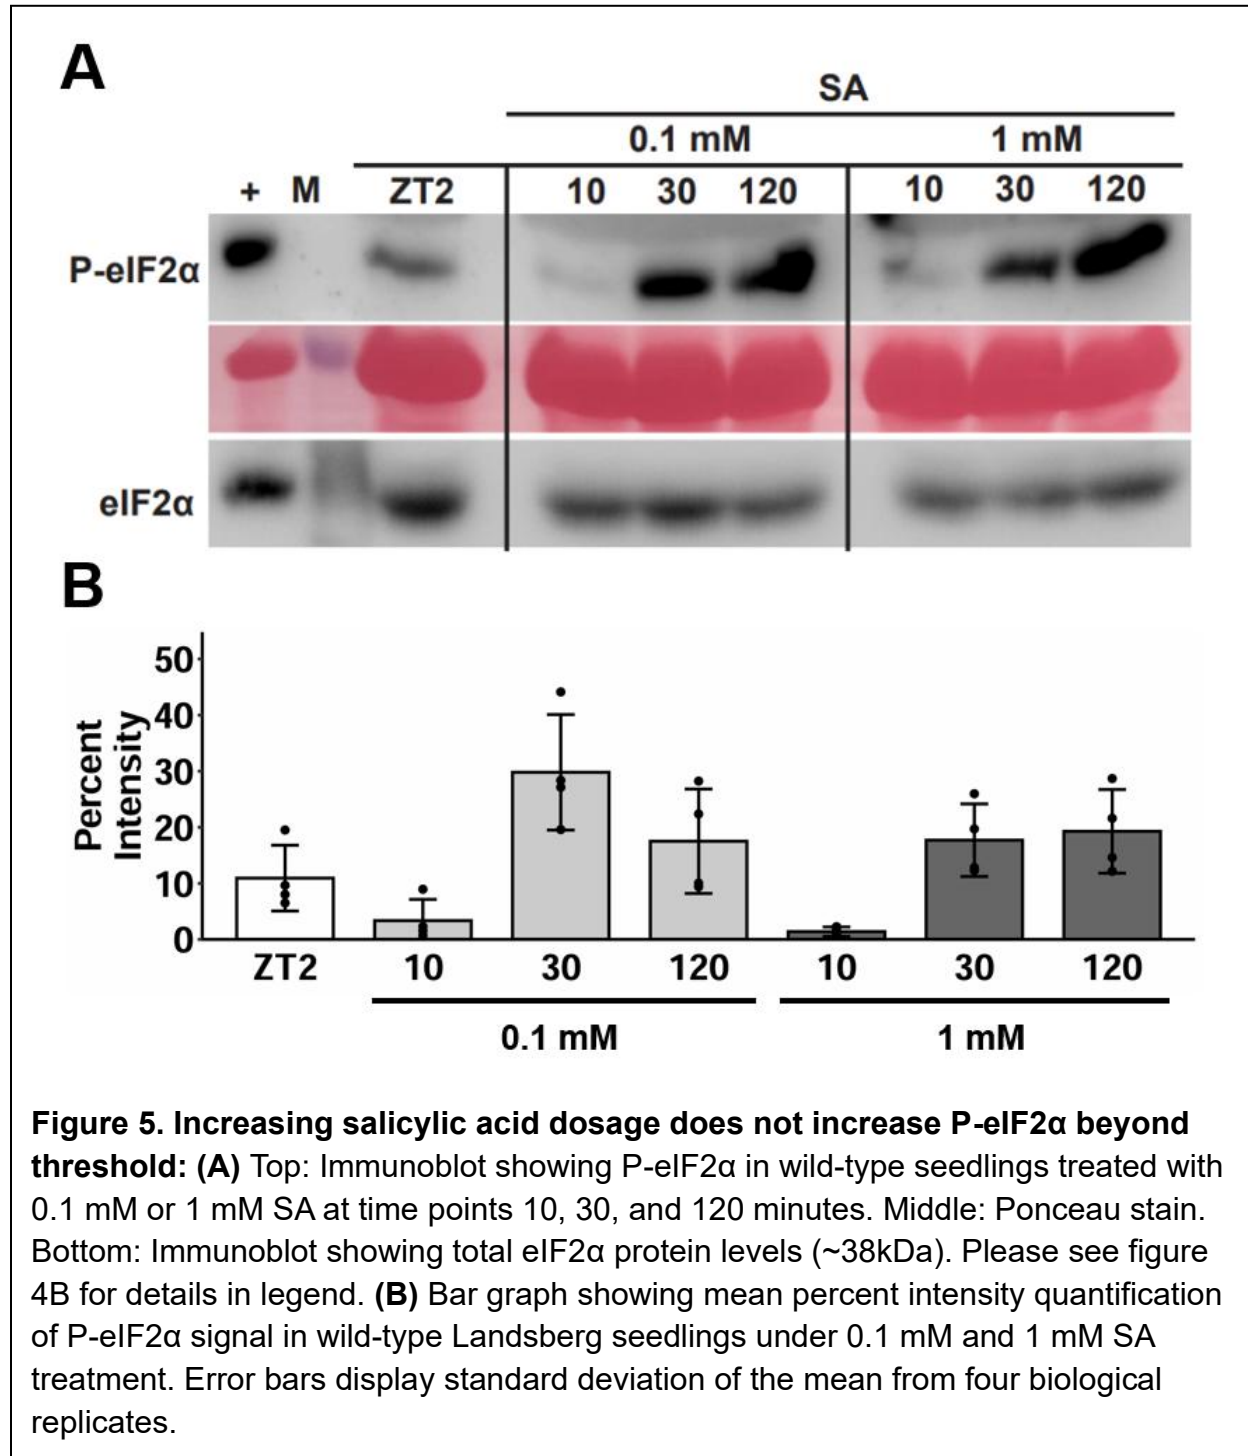 A
SA
0.1 mM 1 mM
+ M ZT2 10 30 120 10 30 120
P-eIF2α
eIF2α
B
Percent
Intensity
50
40
30
20
10
0
ZT2 10 30 120 10 30 120
0.1 mM 1 mM
Figure 5. Increasing salicylic acid dosage does not increase P-eIF2α beyond
threshold: (A) Top: Immunoblot showing P-eIF2α in wild-type seedlings treated with
0.1 mM or 1 mM SA at time points 10, 30, and 120 minutes. Middle: Ponceau stain.
Bottom: Immunoblot showing total eIF2α protein levels (~38kDa). Please see figure
4B for details in legend. (B) Bar graph showing mean percent intensity quantification
of P-eIF2α signal in wild-type Landsberg seedlings under 0.1 mM and 1 mM SA
treatment. Error bars display standard deviation of the mean from four biological
replicates.